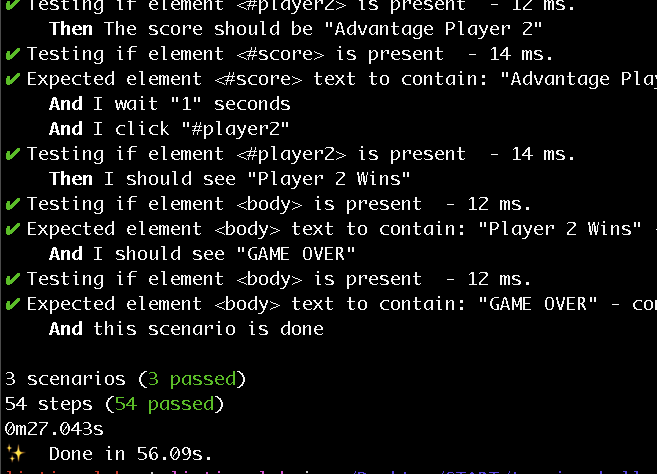 ✔ Testing if element <#player2> is present - 12 ms.
Then The score should be "Advantage Player 2"
✔ Testing if element <#score> is present - 14 ms.
✔ Expected element <#score> text to contain: "Advantage Play
And I wait "1" seconds
And I click "#player2"
✔ Testing if element <#player2> is present - 14 ms.
Then I should see "Player 2 Wins"
✔ Testing if element <body> is present - 12 ms.
✔ Expected element <body> text to contain: "Player 2 Wins" -
And I should see "GAME OVER"
✔ Testing if element <body> is present - 12 ms.
✔ Expected element <body> text to contain: "GAME OVER" - con
And this scenario is done
3 scenarios (3 passed)
54 steps (54 passed)
0m27.043s
✨ Done in 56.09s.